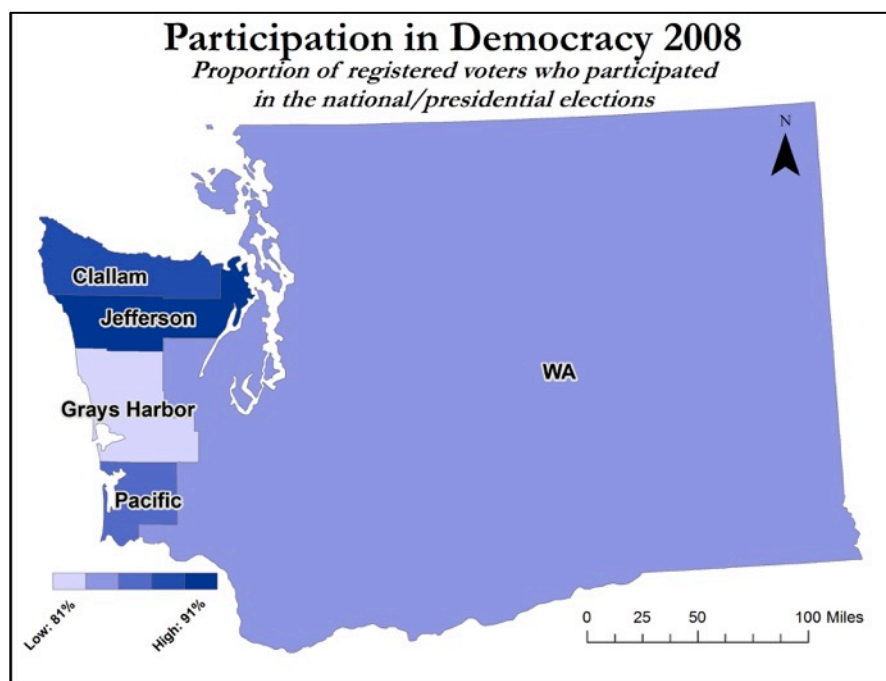 Participation in Democracy 2008
Proportion of registered voters who participated
in the national/presidential elections
N
Clallam
Jefferson
WA
Grays Harbor
Pacific
Low: 81%
High: 91%
0 25 50 100 Miles